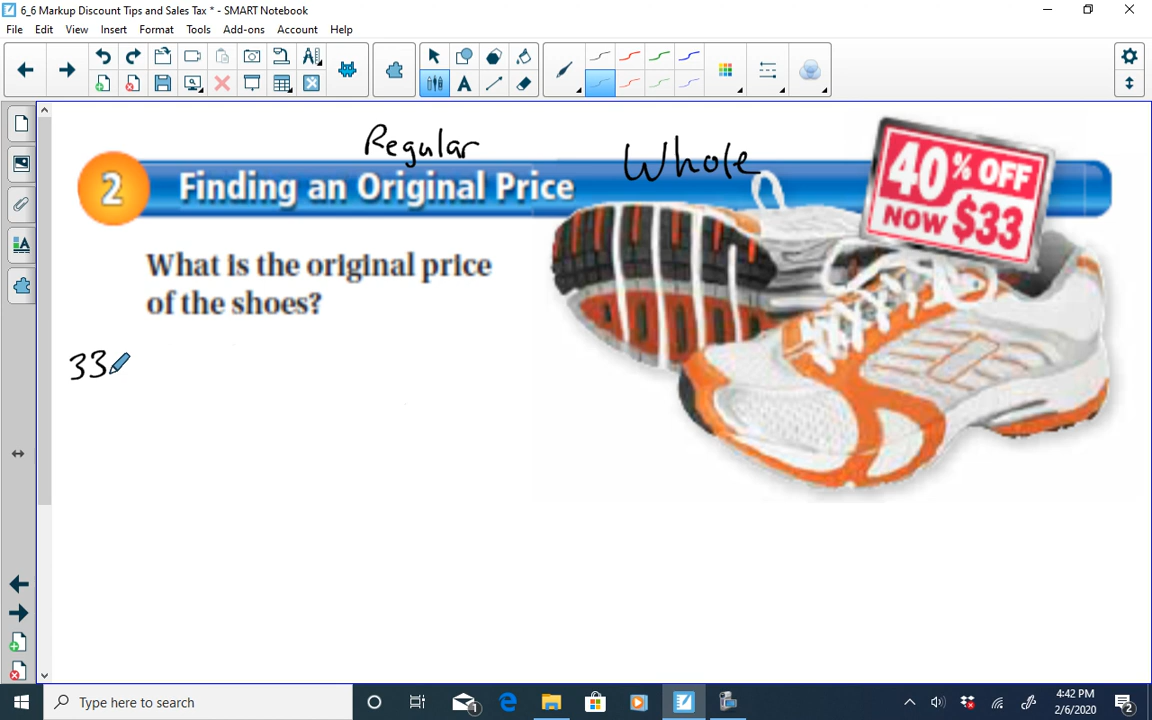 6_6 Markup Discount Tips and Sales Tax * - SMART Notebook
File Edit View Insert Format Tools Add-ons Account Help
Regular
Whole
2 Finding an Original Price
40% OFF
NOW $33
What is the original price
of the shoes?
33
Type here to search
1
4:42 PM
2/6/2020
2